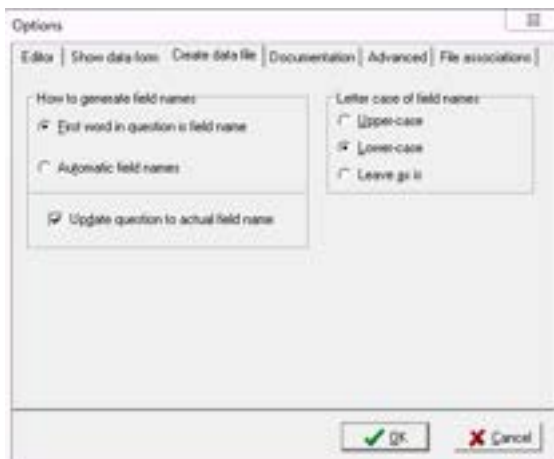 Options
Editor Show data form Create data file Documentation Advanced File associations
How to generate field names
First word in question is field name
Automatic field names
Update question to actual field name
Letter case of field names
Upper-case
Lower-case
Leave as is
OK Cancel